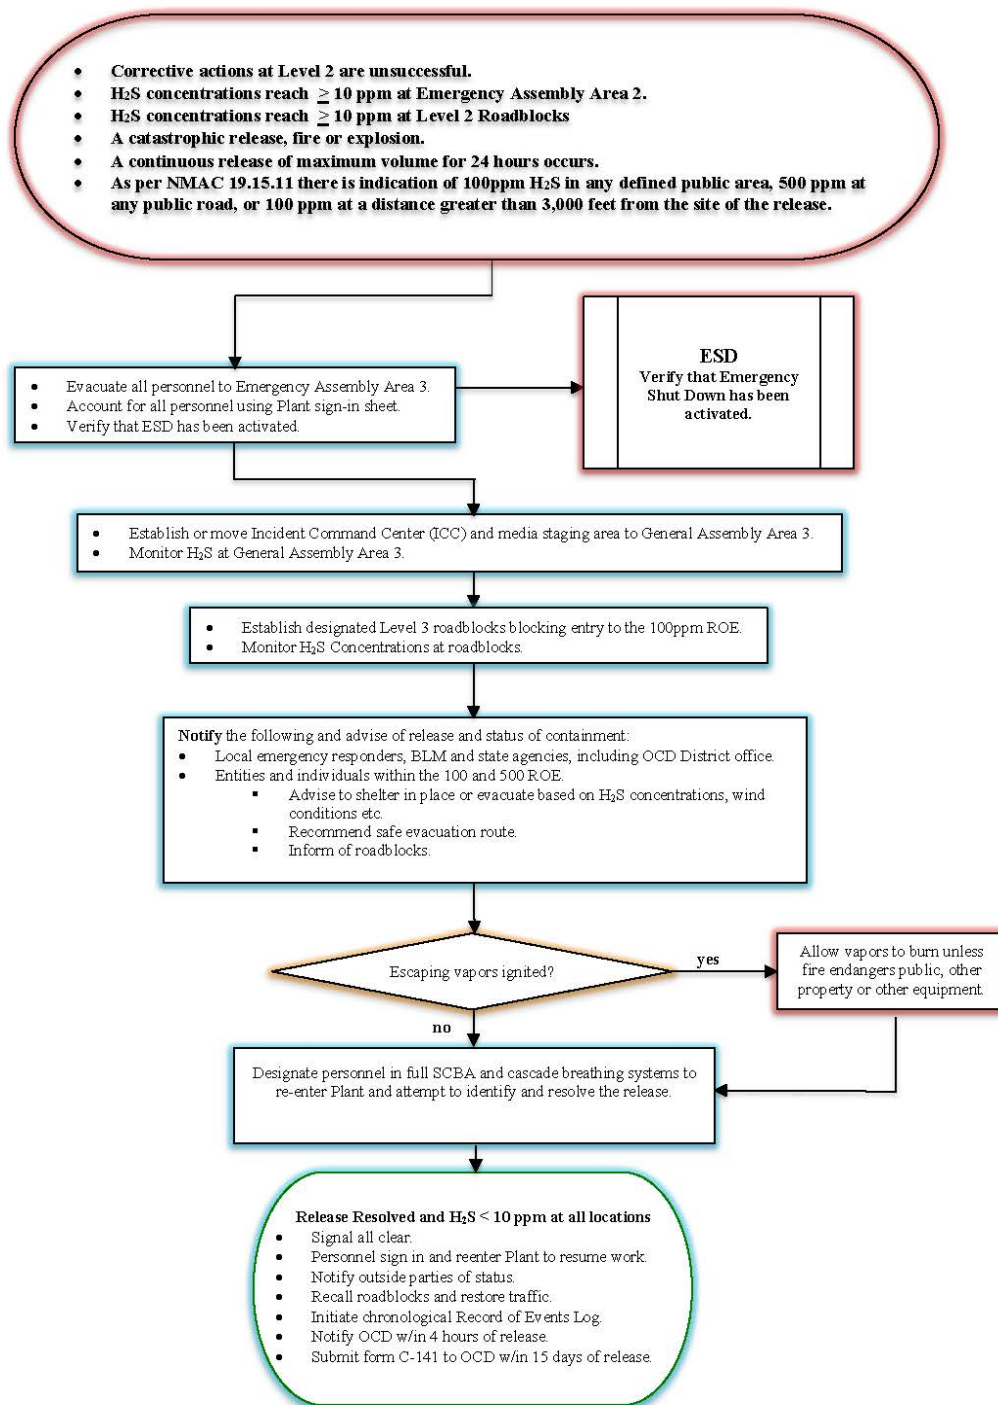 • Corrective actions at Level 2 are unsuccessful.
• H₂S concentrations reach ≥ 10 ppm at Emergency Assembly Area 2.
• H₂S concentrations reach ≥ 10 ppm at Level 2 Roadblocks
• A catastrophic release, fire or explosion.
• A continuous release of maximum volume for 24 hours occurs.
• As per NMAC 19.15.11 there is indication of 100ppm H₂S in any defined public area, 500 ppm at
any public road, or 100 ppm at a distance greater than 3,000 feet from the site of the release.
• Evacuate all personnel to Emergency Assembly Area 3.
• Account for all personnel using Plant sign-in sheet.
• Verify that ESD has been activated.
ESD
Verify that Emergency
Shut Down has been
activated.
• Establish or move Incident Command Center (ICC) and media staging area to General Assembly Area 3.
• Monitor H₂S at General Assembly Area 3.
• Establish designated Level 3 roadblocks blocking entry to the 100ppm ROE.
• Monitor H₂S Concentrations at roadblocks.
Notify the following and advise of release and status of containment:
• Local emergency responders, BLM and state agencies, including OCD District office.
• Entities and individuals within the 100 and 500 ROE.
▪ Advise to shelter in place or evacuate based on H₂S concentrations, wind
conditions etc.
▪ Recommend safe evacuation route.
▪ Inform of roadblocks.
Escaping vapors ignited?
yes
Allow vapors to burn unless
fire endangers public, other
property or other equipment
no
Designate personnel in full SCBA and cascade breathing systems to
re-enter Plant and attempt to identify and resolve the release.
Release Resolved and H₂S < 10 ppm at all locations
• Signal all clear.
• Personnel sign in and reenter Plant to resume work.
• Notify outside parties of status.
• Recall roadblocks and restore traffic.
• Initiate chronological Record of Events Log.
• Notify OCD w/in 4 hours of release.
• Submit form C-141 to OCD w/in 15 days of release.